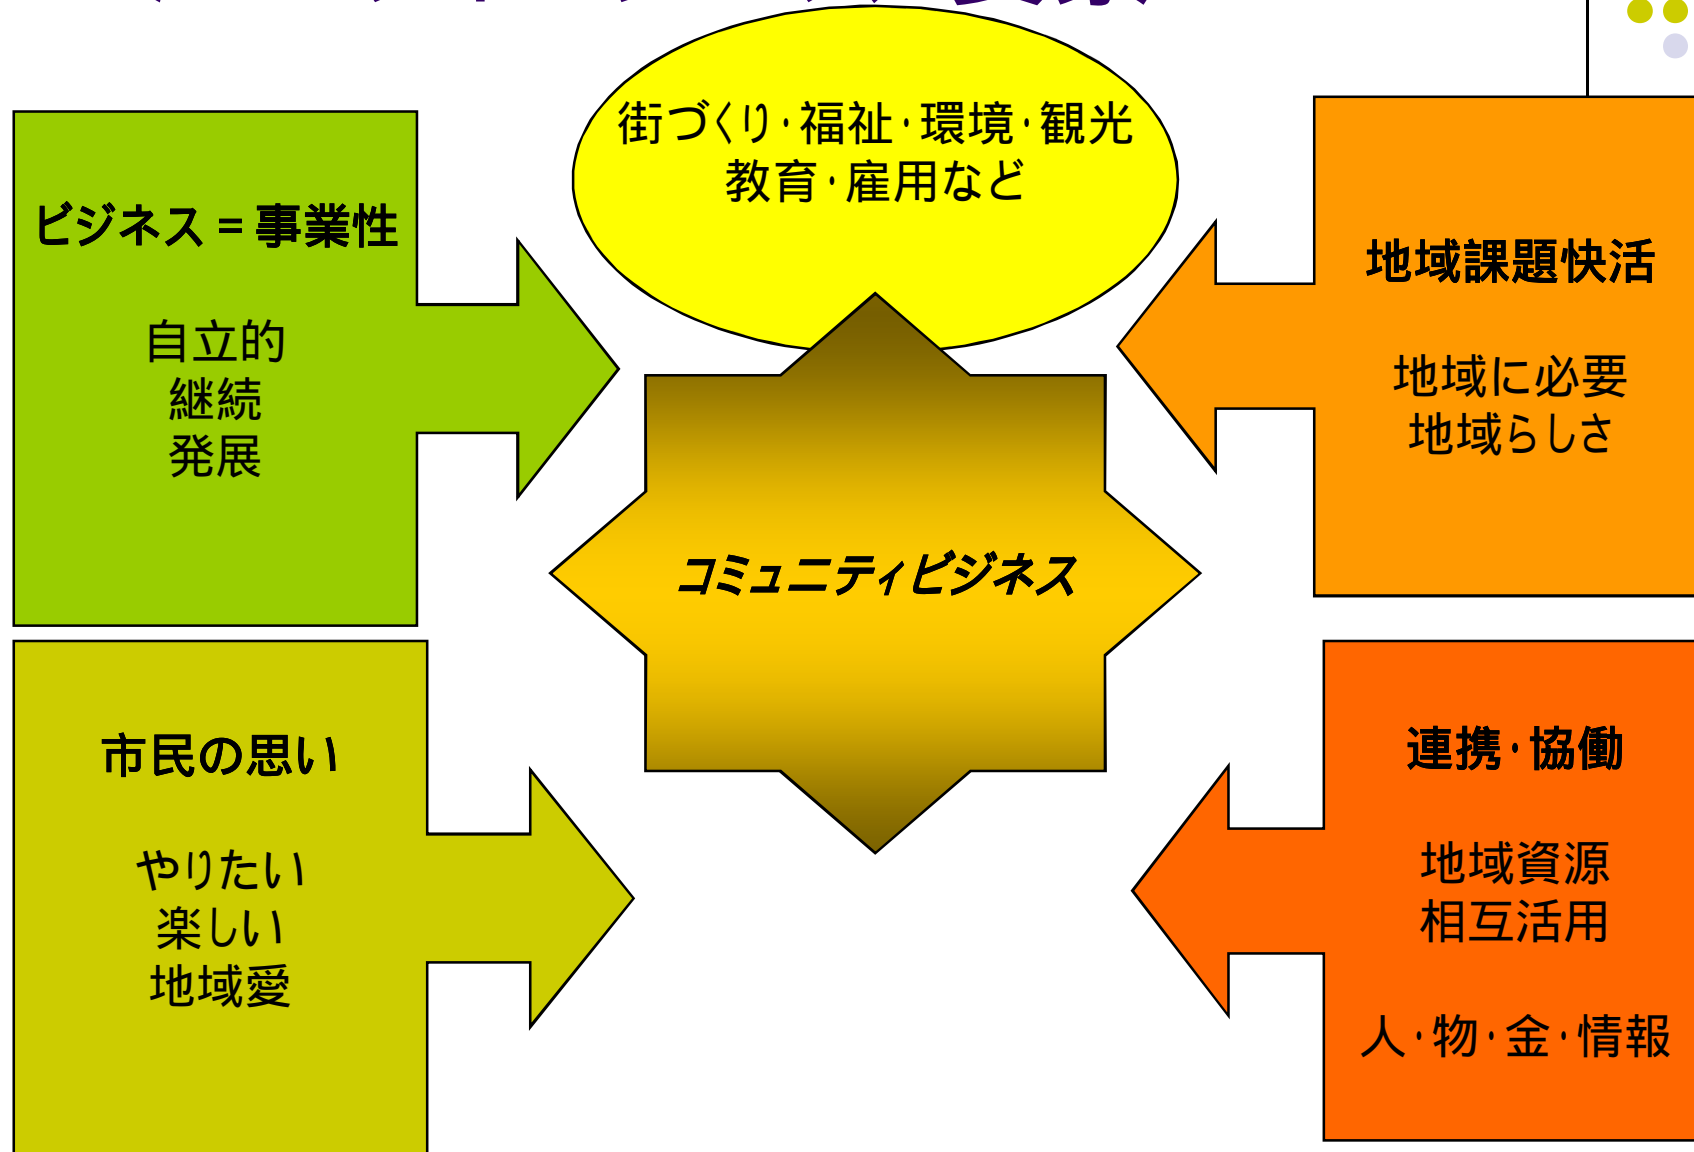 街づくり・福祉・環境・観光
教育・雇用など
ビジネス＝事業性
自立的
継続
発展
地域課題快活
地域に必要
地域らしさ
コミュニティビジネス
市民の思い
やりたい
楽しい
地域愛
連携・協働
地域資源
相互活用
人・物・金・情報